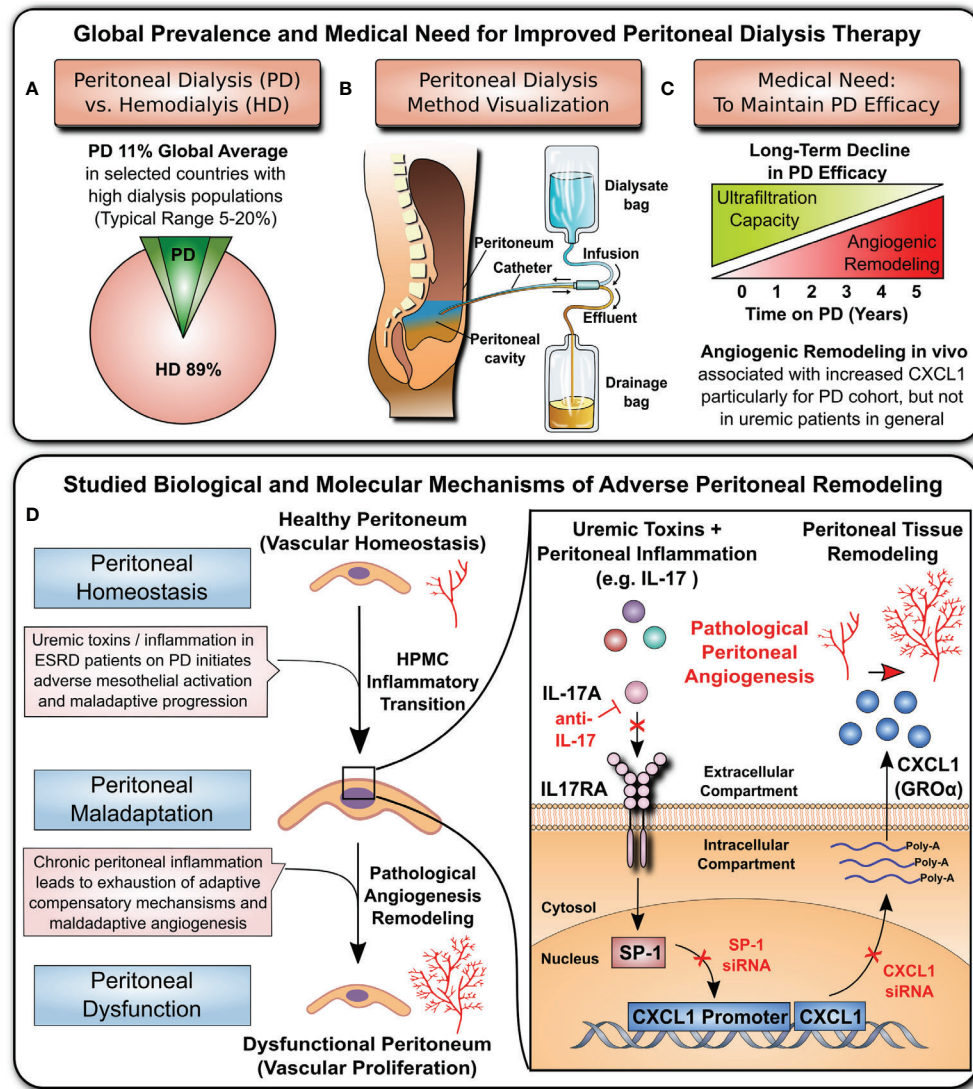 Global Prevalence and Medical Need for Improved Peritoneal Dialysis Therapy
A
Peritoneal Dialysis (PD)
vs. Hemodialyis (HD)
PD 11% Global Average
in selected countries with
high dialysis populations
(Typical Range 5-20%)
PD
HD 89%
B
Peritoneal Dialysis
Method Visualization
Dialysate
bag
Peritoneum
Catheter
Infusion
Effluent
Peritoneal
cavity
Drainage
bag
C
Medical Need:
To Maintain PD Efficacy
Long-Term Decline
in PD Efficacy
Ultrafiltration
Capacity
Angiogenic
Remodeling
0 1 2 3 4 5
Time on PD (Years)
Angiogenic Remodeling in vivo
associated with increased CXCL1
particularly for PD cohort, but not
in uremic patients in general
Studied Biological and Molecular Mechanisms of Adverse Peritoneal Remodeling
D
Peritoneal
Homeostasis
Healthy Peritoneum
(Vascular Homeostasis)
Uremic toxins / inflammation in
ESRD patients on PD initiates
adverse mesothelial activation
and maladaptive progression
HPMC
Inflammatory
Transition
Peritoneal
Maladaptation
Chronic peritoneal inflammation
leads to exhaustion of adaptive
compensatory mechanisms and
maldadaptive angiogenesis
Pathological
Angiogenesis
Remodeling
Peritoneal
Dysfunction
Dysfunctional Peritoneum
(Vascular Proliferation)
Uremic Toxins +
Peritoneal Inflammation
(e.g. IL-17 )
Peritoneal Tissue
Remodeling
Pathological
Peritoneal
Angiogenesis
IL-17A
anti-
IL-17
IL17RA
Extracellular
Compartment
CXCL1
(GROα)
Intracellular
Compartment
Poly-A
Poly-A
Poly-A
Cytosol
Nucleus
SP-1
SP-1
siRNA
CXCL1
siRNA
CXCL1 Promoter
CXCL1